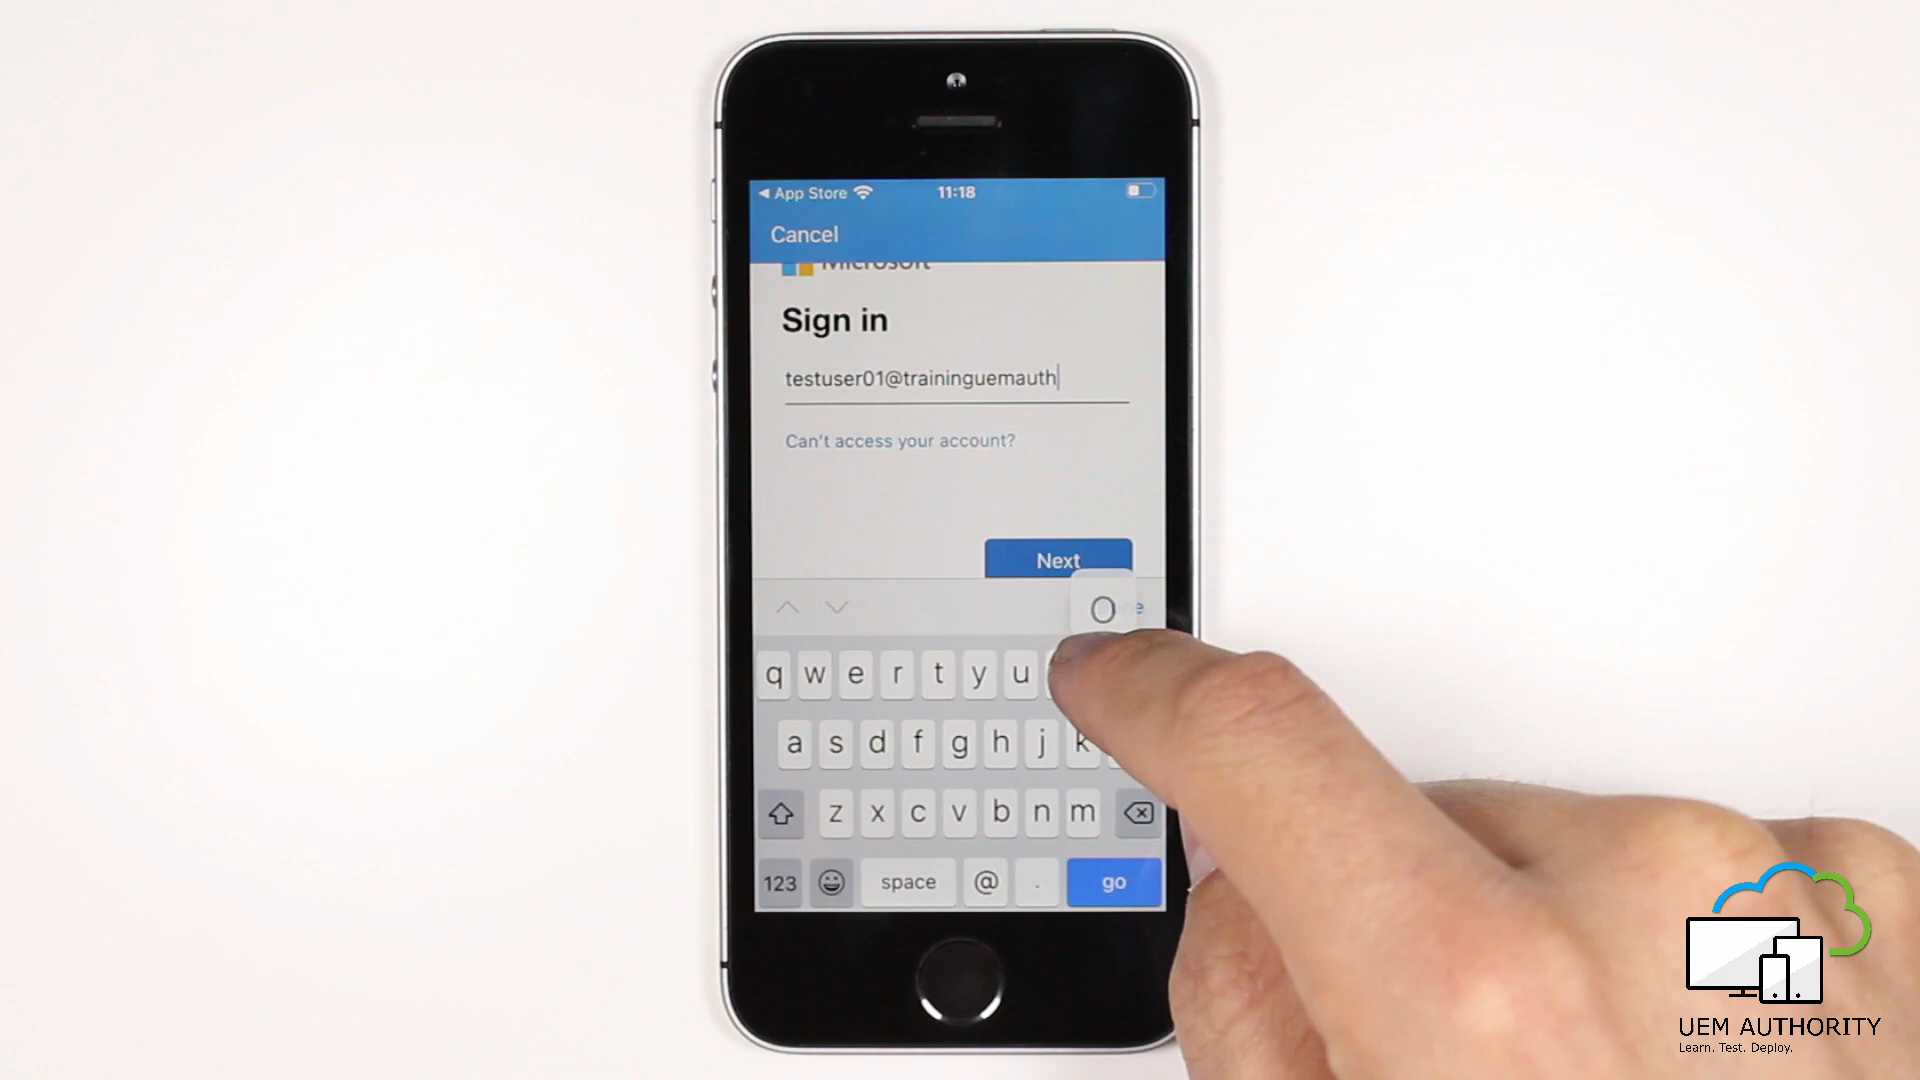 ◀ App Store 11:18
Cancel
Microsoft
Sign in
testuser01@traininguemauth
Can't access your account?
Next
O
q w e r t y u
a s d f g h j k
z x c v b n m
123 space @ . go
UEM AUTHORITY
Learn. Test. Deploy.